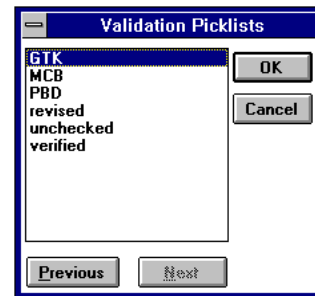 Validation Picklists
GTK
MCB
PBD
revised
unchecked
verified
OK
Cancel
Previous
Next